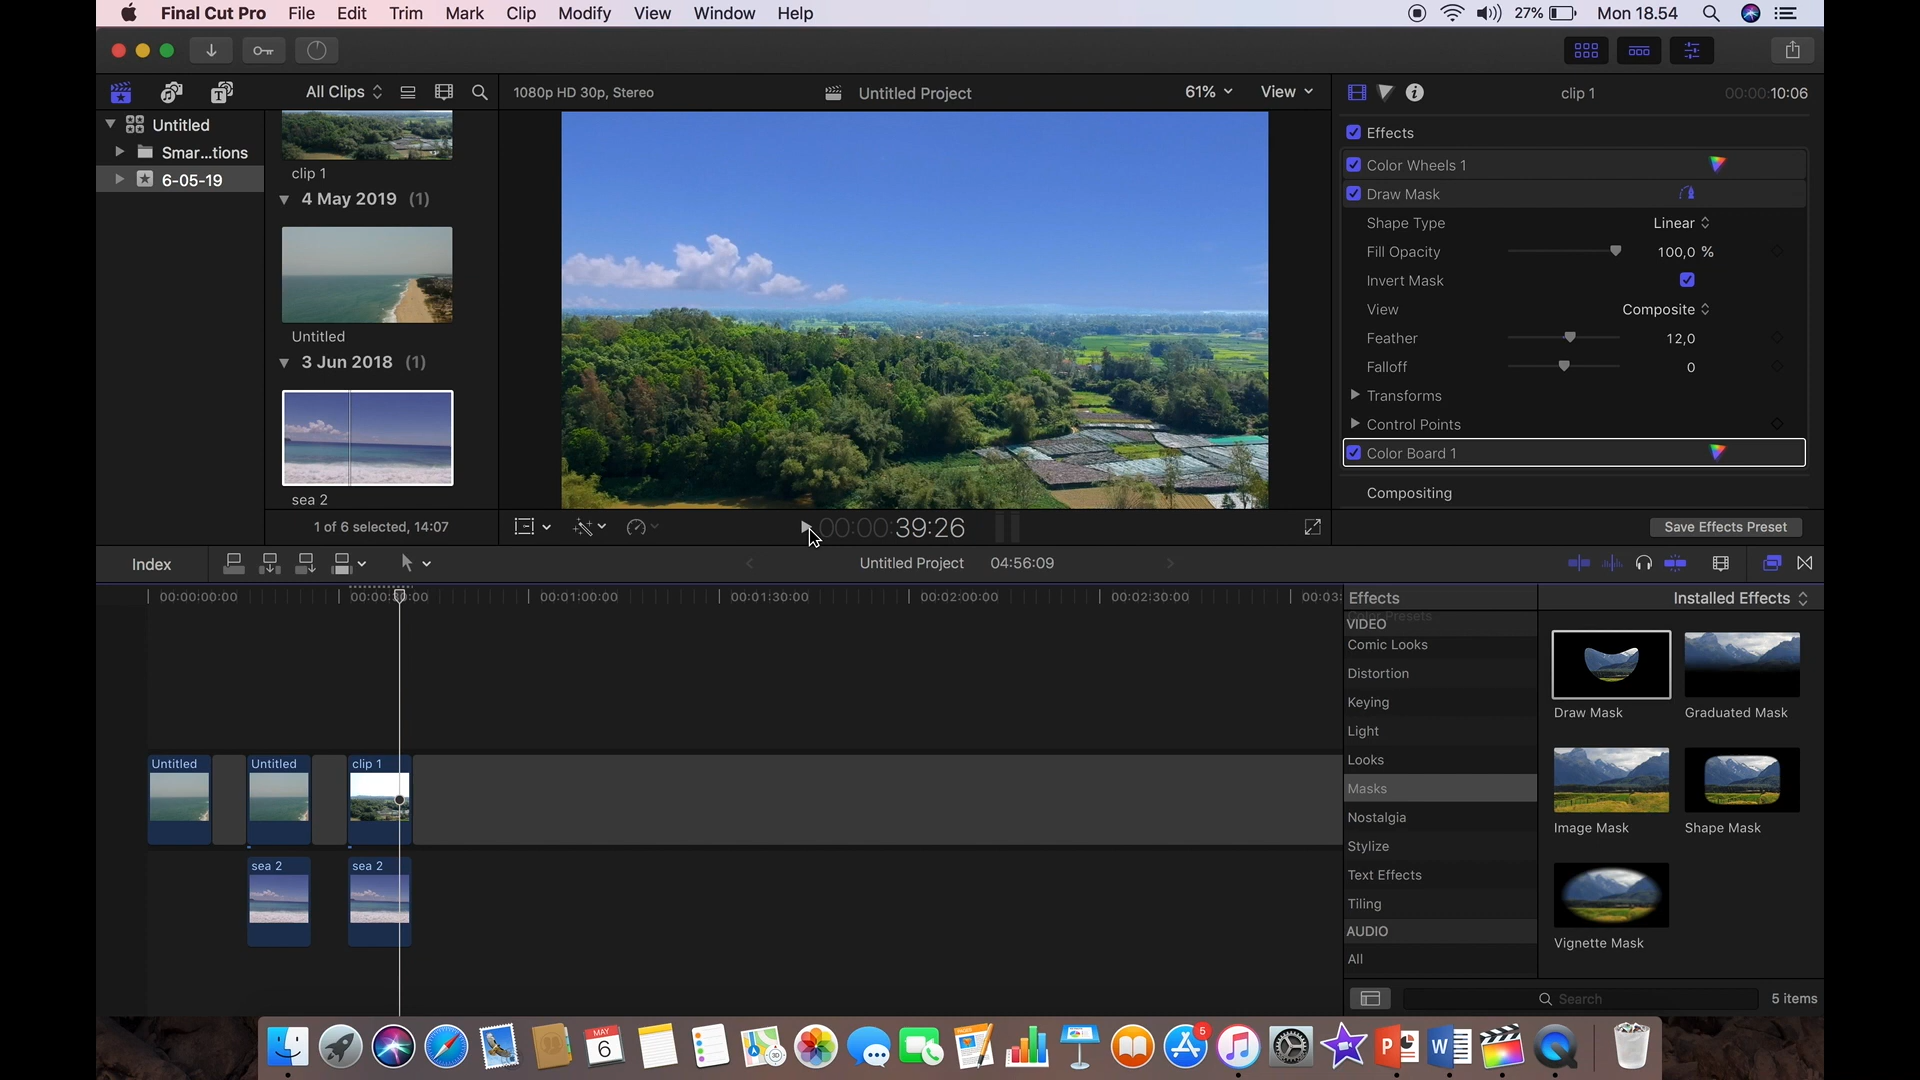 Final Cut Pro File Edit Trim Mark Clip Modify View Window Help 27% Mon 18.54
All Clips 1080p HD 30p, Stereo Untitled Project 61% View clip 1 00:00:10:06
Untitled
Smar...tions
6-05-19
clip 1
4 May 2019 (1)
Untitled
3 Jun 2018 (1)
sea 2
1 of 6 selected, 14:07
00:00:00:39:26
Effects
Color Wheels 1
Draw Mask
Shape Type Linear
Fill Opacity 100,0 %
Invert Mask
View Composite
Feather 12,0
Falloff 0
Transforms
Control Points
Color Board 1
Compositing
Save Effects Preset
Index Untitled Project 04:56:09
00:00:00:00 00:01:00:00 00:01:30:00 00:02:00:00 00:02:30:00 00:03:
Untitled Untitled clip 1
sea 2 sea 2
Effects Installed Effects
VIDEO
Comic Looks
Distortion
Keying
Light
Looks
Masks
Nostalgia
Stylize
Text Effects
Tiling
AUDIO
All
Draw Mask Graduated Mask
Image Mask Shape Mask
Vignette Mask
Search 5 items
MAY
6
3D
PAGES
5
P
W